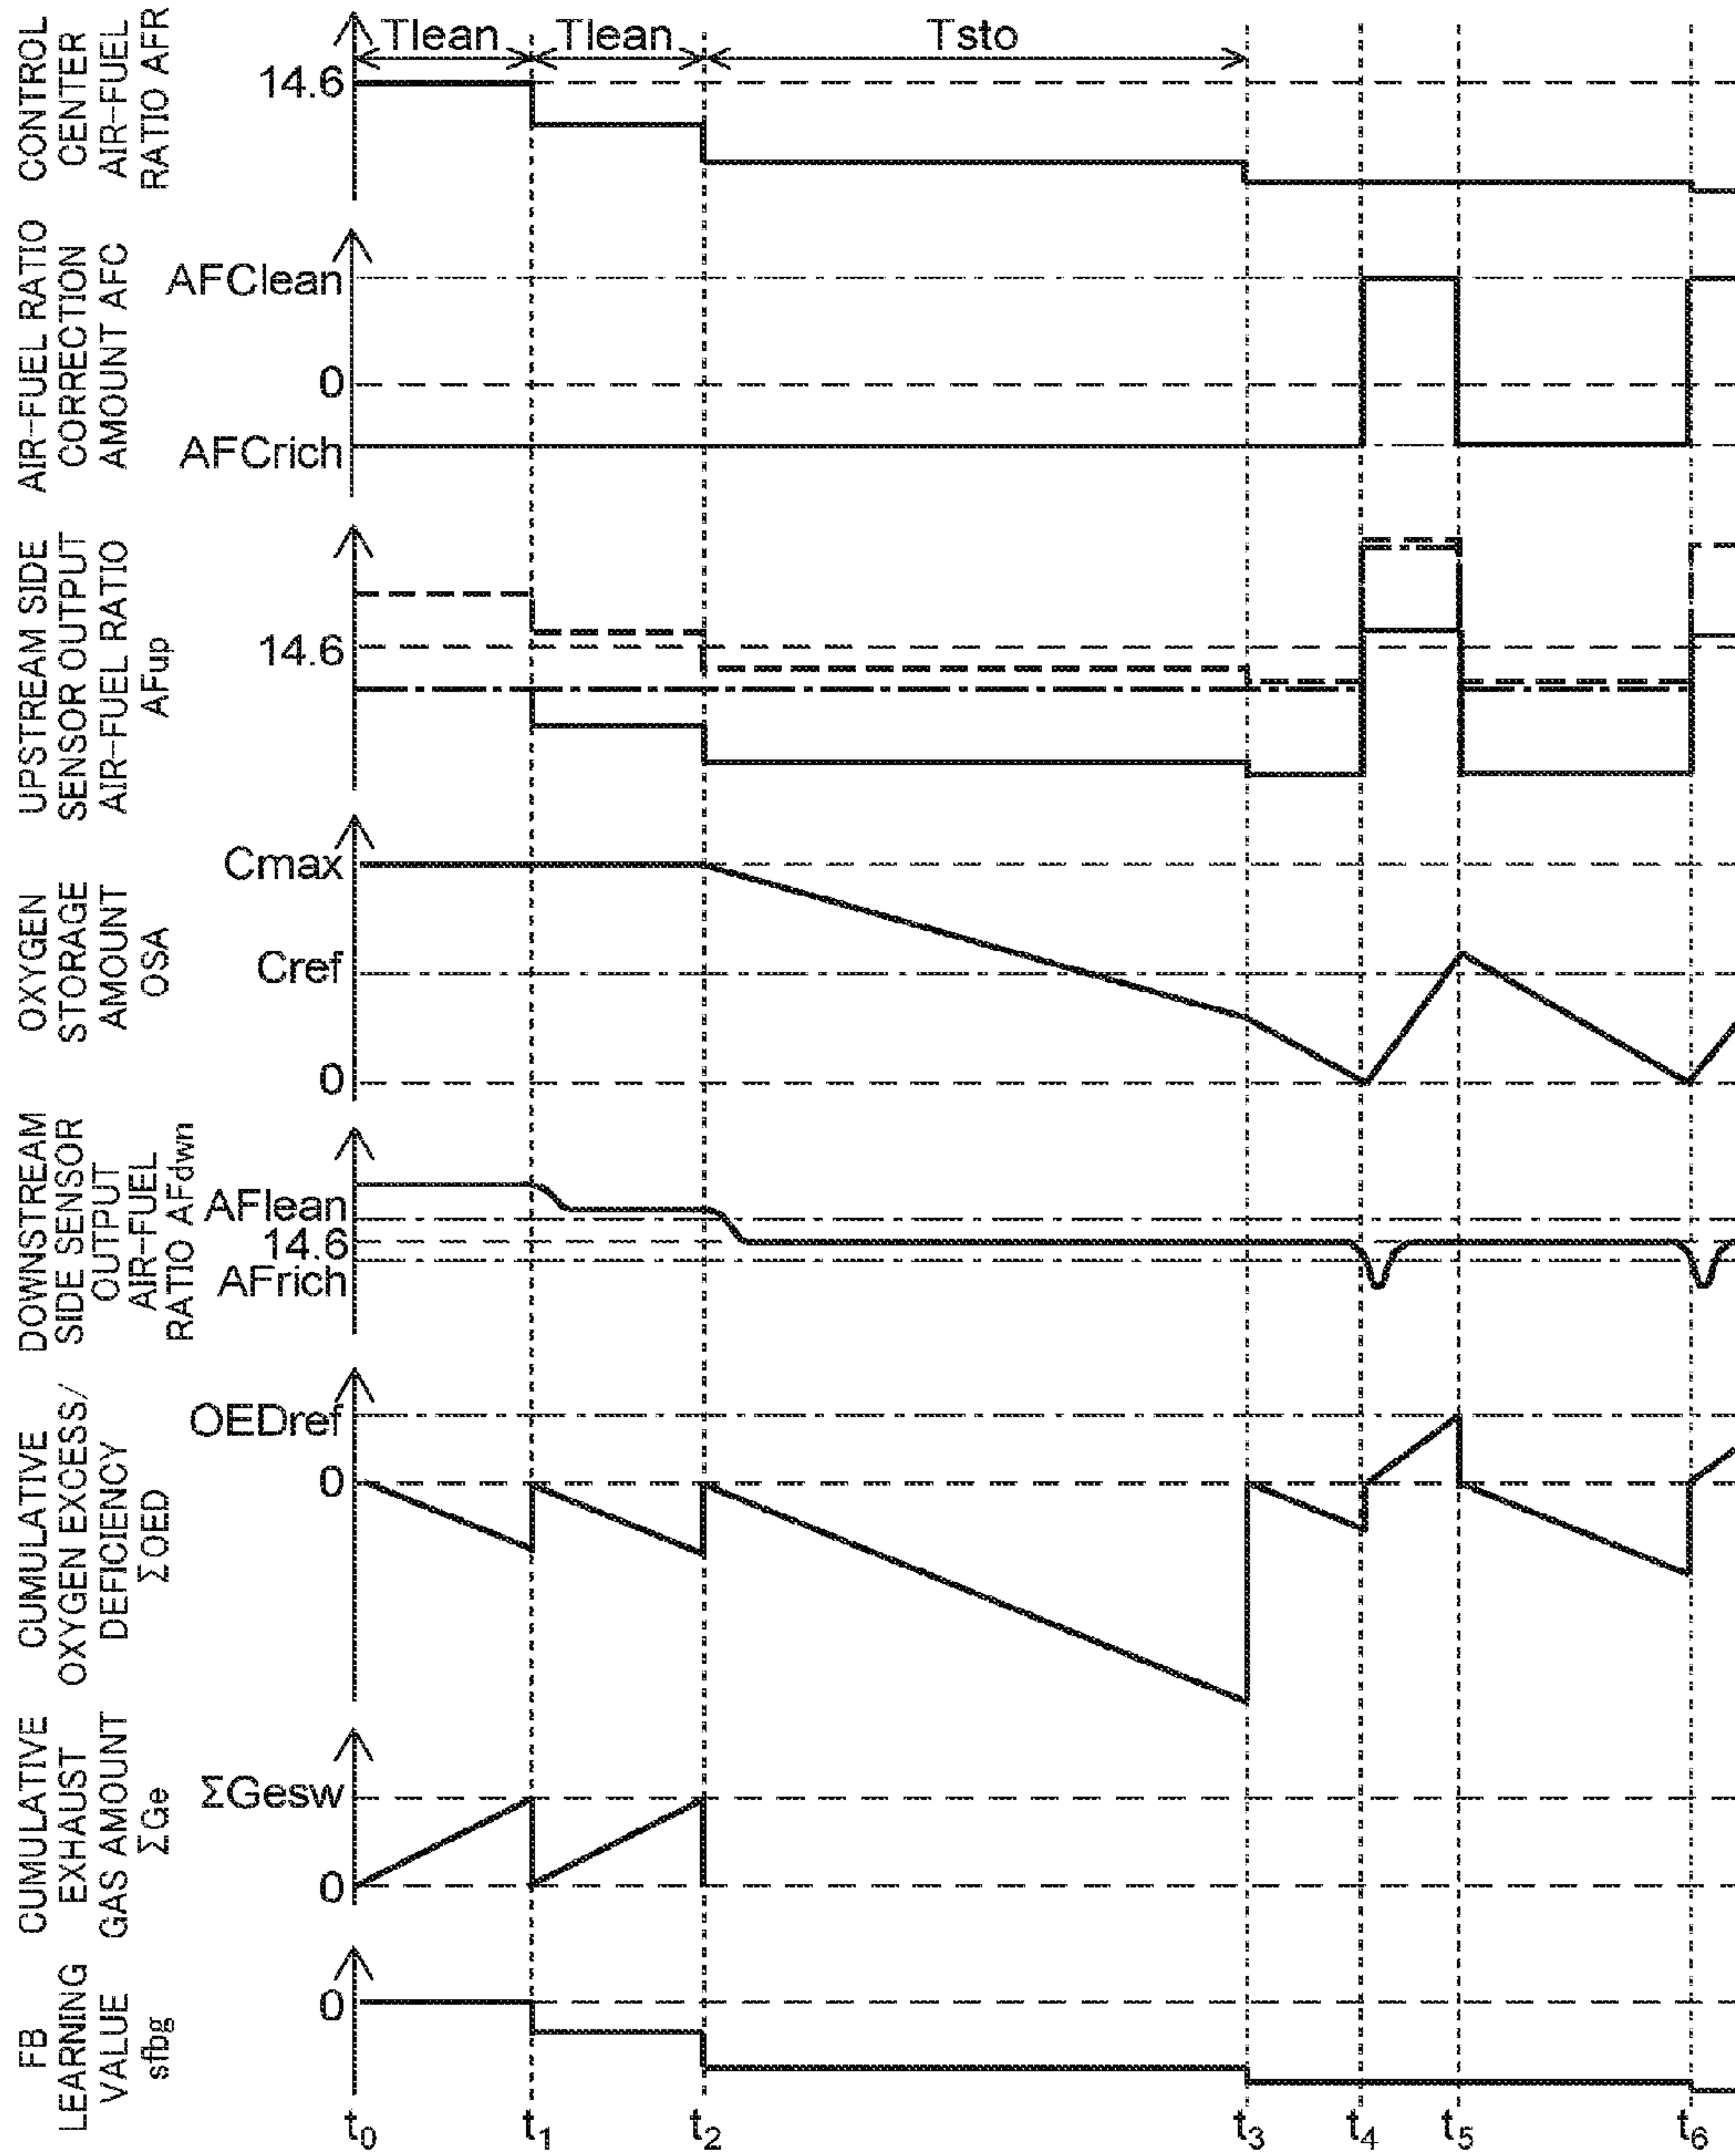 Tlean
Tlean
Tsto
CONTROL
CENTER
AIR-FUEL
RATIO AFR
14.6
AIR-FUEL RATIO
CORRECTION
AMOUNT AFC
AFClean
0
AFCrich
UPSTREAM SIDE
SENSOR OUTPUT
AIR-FUEL RATIO
AFup
14.6
OXYGEN
STORAGE
AMOUNT
OSA
Cmax
Cref
0
DOWNSTREAM
SIDE SENSOR
OUTPUT
AIR-FUEL
RATIO AFdwn
AFlean
14.6
AFrich
CUMULATIVE
OXYGEN EXCESS/
DEFICIENCY
ΣOED
OEDref
0
CUMULATIVE
EXHAUST
GAS AMOUNT
ΣGe
ΣGesw
0
FB
LEARNING
VALUE
sfbg
0
t0 t1 t2 t3 t4 t5 t6